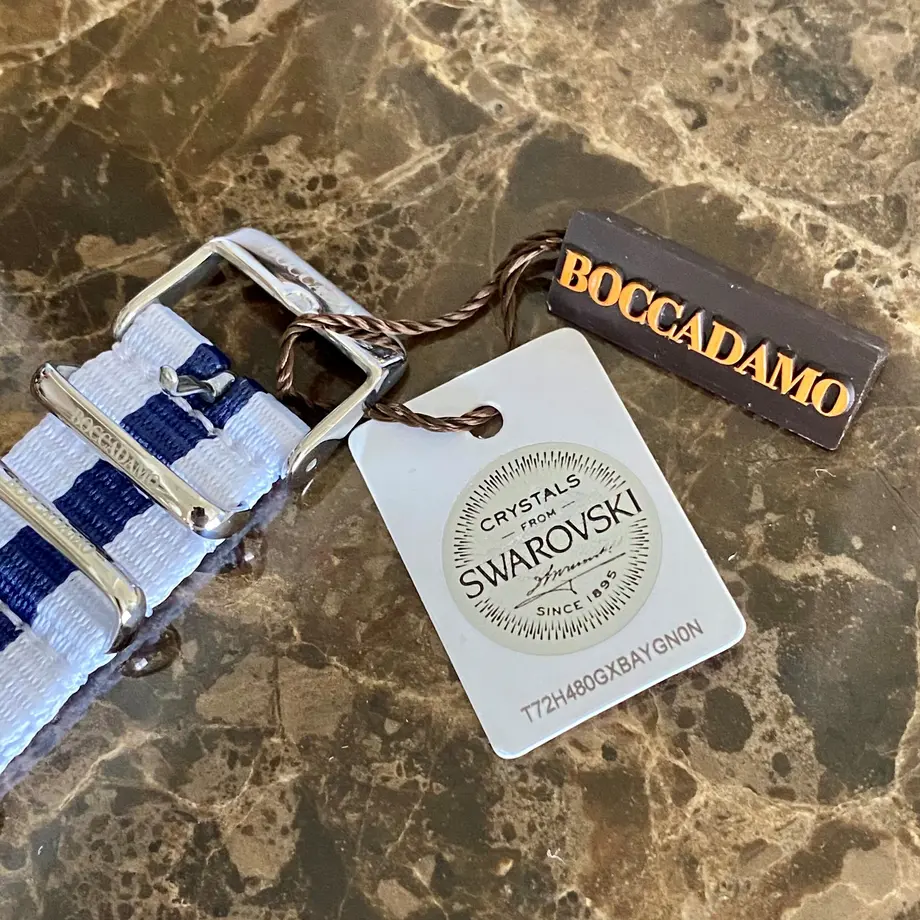 BOCCADAMO
BOCCADAMO
CRYSTALS
FROM
SWAROVSKI
SINCE 1895
T72H480GXBAYGN0N